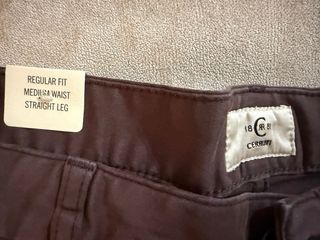 REGULAR FIT
MEDIUM WAIST
STRAIGHT LEG
18 C 81
CERRUTI